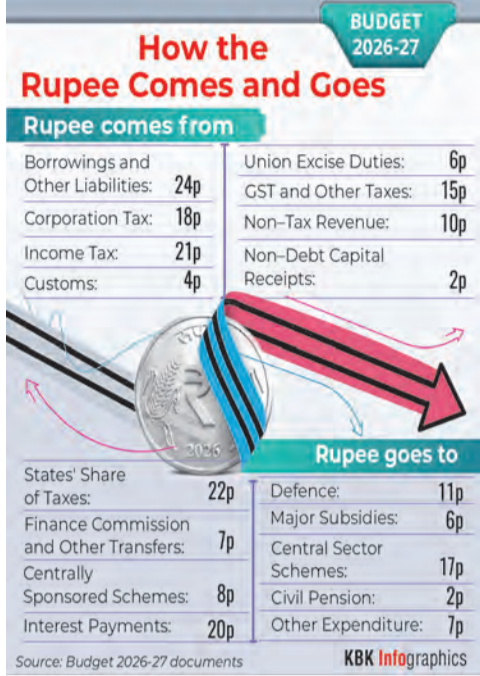 BUDGET
2026-27
How the
Rupee Comes and Goes
Rupee comes from
Borrowings and
Other Liabilities: 24p
Corporation Tax: 18p
Income Tax: 21p
Customs: 4p
Union Excise Duties: 6p
GST and Other Taxes: 15p
Non-Tax Revenue: 10p
Non-Debt Capital
Receipts: 2p
₹
2026
Rupee goes to
States' Share
of Taxes: 22p
Finance Commission
and Other Transfers: 7p
Centrally
Sponsored Schemes: 8p
Interest Payments: 20p
Defence: 11p
Major Subsidies: 6p
Central Sector
Schemes: 17p
Civil Pension: 2p
Other Expenditure: 7p
Source: Budget 2026-27 documents
KBK Infographics